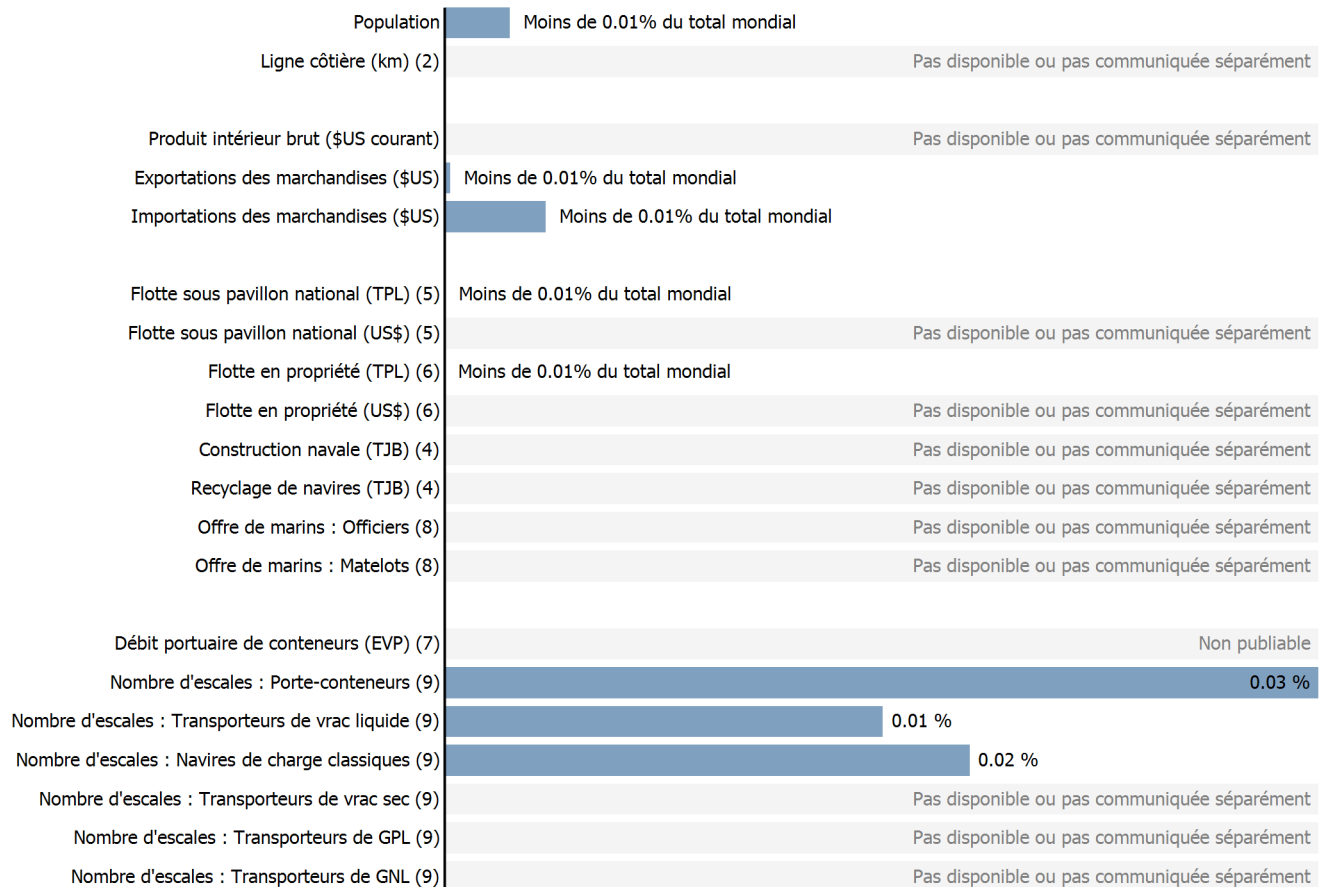 Population Moins de 0.01% du total mondial
Ligne côtière (km) (2) Pas disponible ou pas communiquée séparément
Produit intérieur brut ($US courant) Pas disponible ou pas communiquée séparément
Exportations des marchandises ($US) Moins de 0.01% du total mondial
Importations des marchandises ($US) Moins de 0.01% du total mondial
Flotte sous pavillon national (TPL) (5) Moins de 0.01% du total mondial
Flotte sous pavillon national (US$) (5) Pas disponible ou pas communiquée séparément
Flotte en propriété (TPL) (6) Moins de 0.01% du total mondial
Flotte en propriété (US$) (6) Pas disponible ou pas communiquée séparément
Construction navale (TJB) (4) Pas disponible ou pas communiquée séparément
Recyclage de navires (TJB) (4) Pas disponible ou pas communiquée séparément
Offre de marins : Officiers (8) Pas disponible ou pas communiquée séparément
Offre de marins : Matelots (8) Pas disponible ou pas communiquée séparément
Débit portuaire de conteneurs (EVP) (7) Non publiable
Nombre d'escales : Porte-conteneurs (9) 0.03 %
Nombre d'escales : Transporteurs de vrac liquide (9) 0.01 %
Nombre d'escales : Navires de charge classiques (9) 0.02 %
Nombre d'escales : Transporteurs de vrac sec (9) Pas disponible ou pas communiquée séparément
Nombre d'escales : Transporteurs de GPL (9) Pas disponible ou pas communiquée séparément
Nombre d'escales : Transporteurs de GNL (9) Pas disponible ou pas communiquée séparément